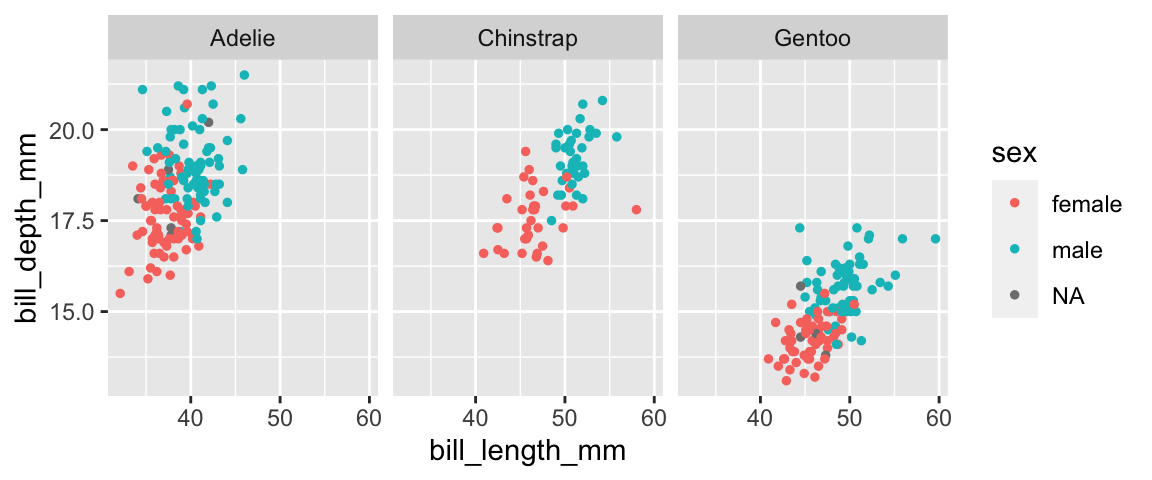 Adelie Chinstrap Gentoo
bill_depth_mm
20.0
17.5
15.0
40 50 60 40 50 60 40 50 60
bill_length_mm
sex
female
male
NA